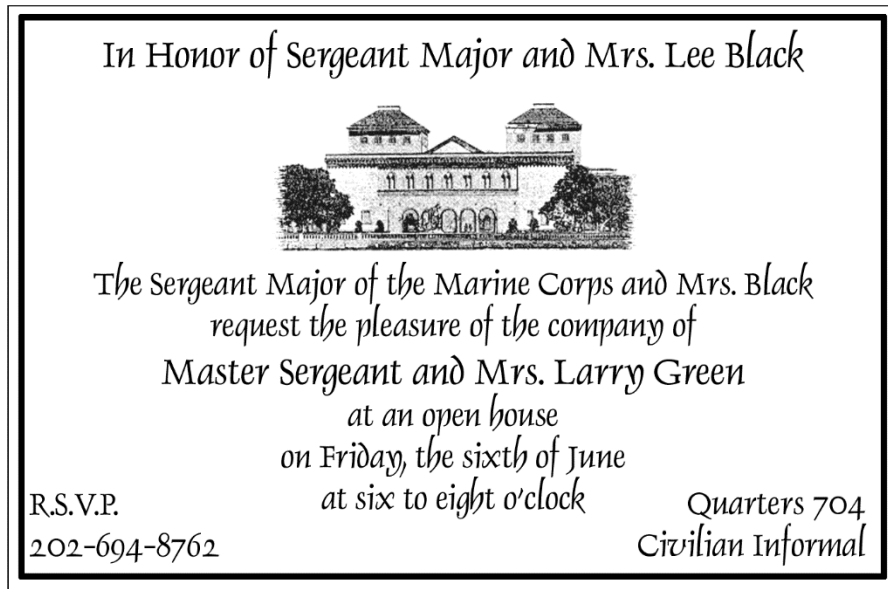 In Honor of Sergeant Major and Mrs. Lee Black
The Sergeant Major of the Marine Corps and Mrs. Black
request the pleasure of the company of
Master Sergeant and Mrs. Larry Green
at an open house
on Friday, the sixth of June
at six to eight o'clock
R.S.V.P.
202-694-8762
Quarters 704
Civilian Informal